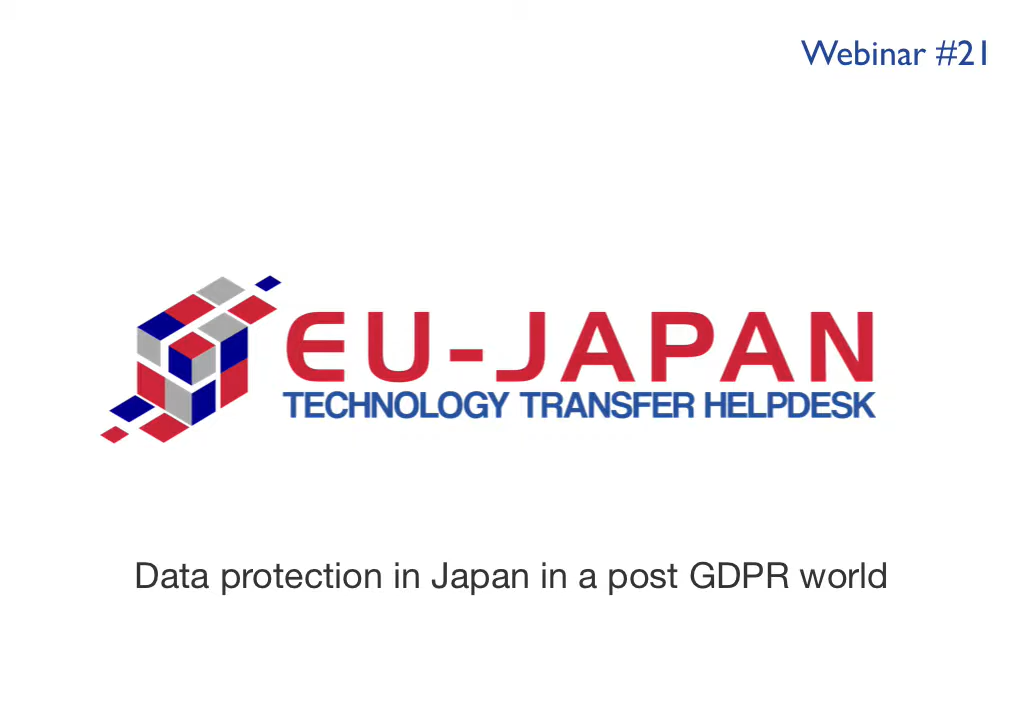 Webinar #21
EU-JAPAN
TECHNOLOGY TRANSFER HELPDESK
Data protection in Japan in a post GDPR world